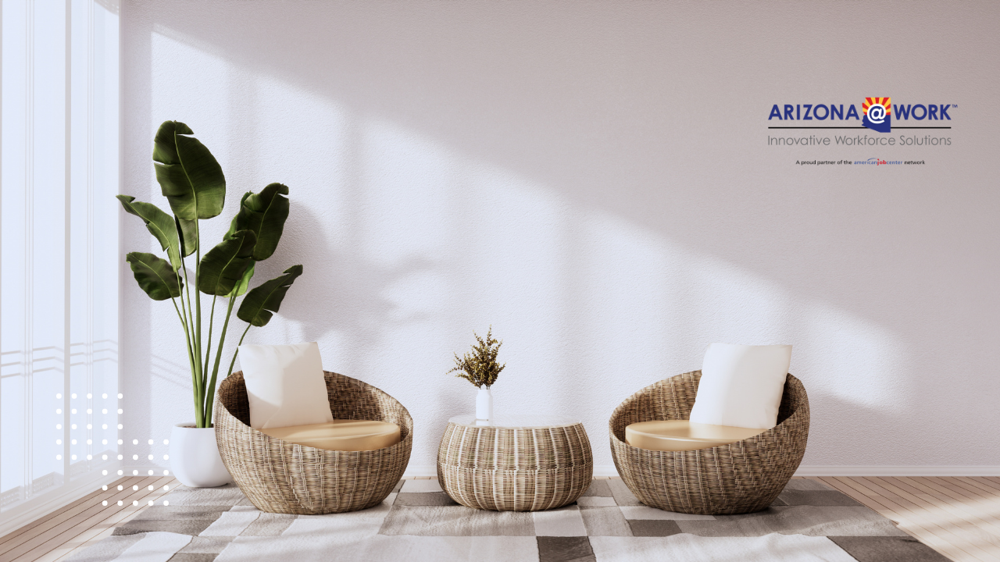 ARIZONA @ WORK™
Innovative Workforce Solutions
A proud partner of the americanjobcenter network